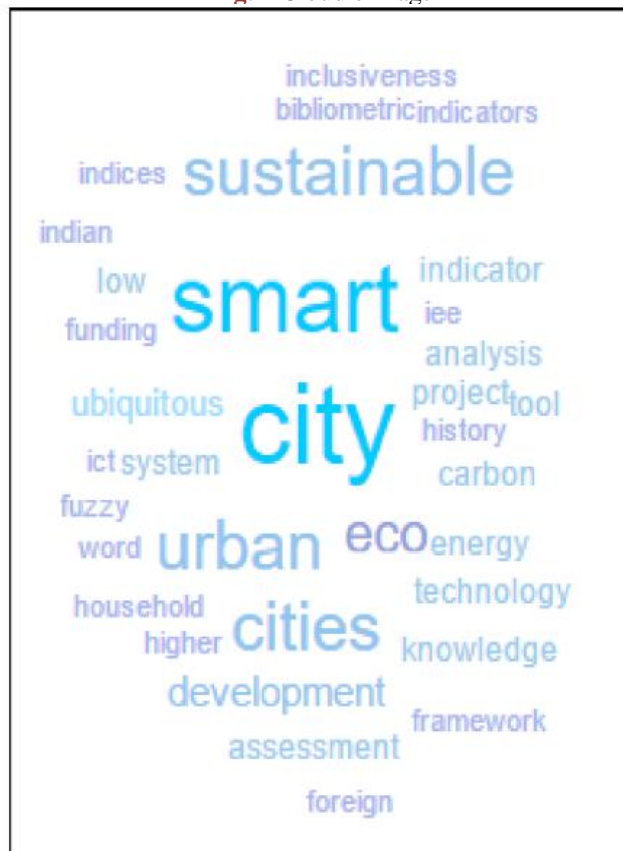 inclusiveness
bibliometric indicators
indices sustainable
indian
low smart indicator
funding iee
analysis
ubiquitous city project tool
history
ict system carbon
fuzzy
word urban eco energy
technology
household
higher cities knowledge
development
framework
assessment
foreign